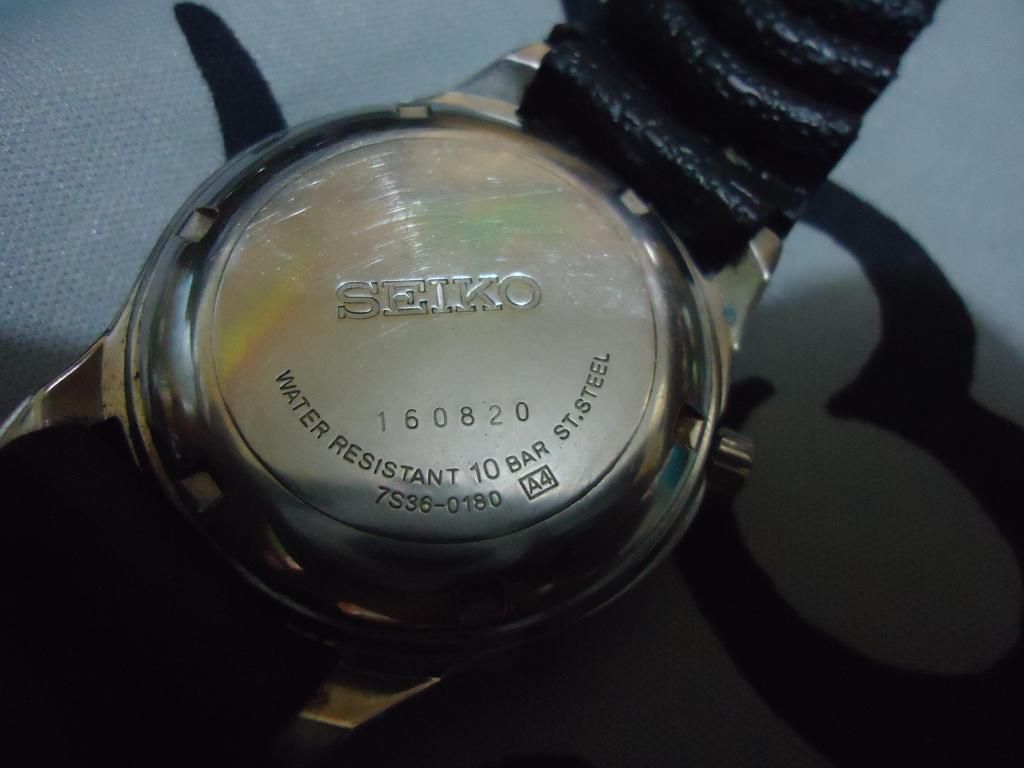 SEIKO
160820
WATER RESISTANT 10 BAR ST.STEEL
7S36-0180 A4